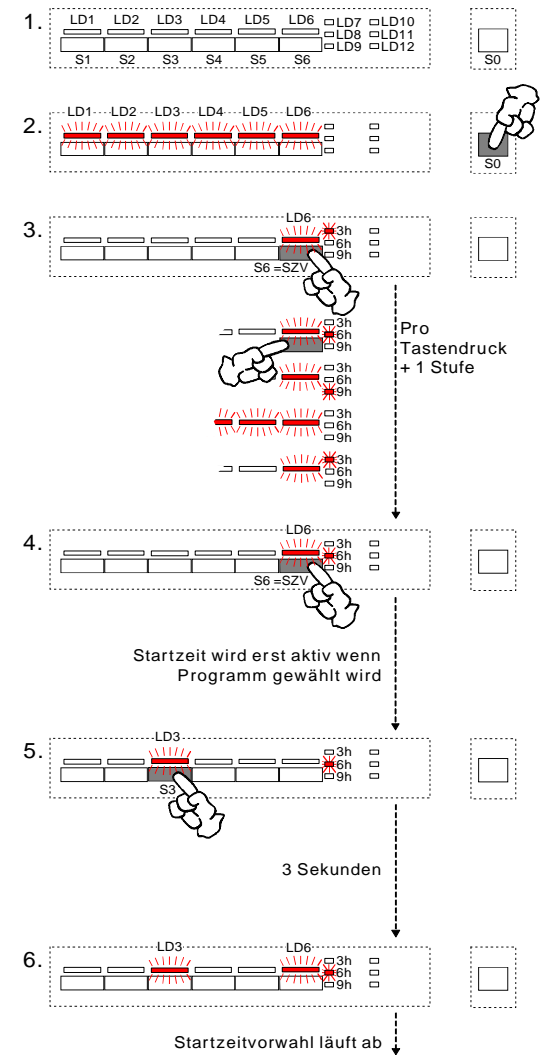 1.
LD1 LD2 LD3 LD4 LD5 LD6
LD7 LD10
LD8 LD11
LD9 LD12
S1 S2 S3 S4 S5 S6
S0
2.
LD1 LD2 LD3 LD4 LD5 LD6
S0
3.
LD6
3h
6h
9h
S6 =SZV
3h
6h
9h
Pro
Tastendruck
+ 1 Stufe
3h
6h
9h
3h
6h
9h
3h
6h
9h
4.
LD6
3h
6h
9h
S6 =SZV
Startzeit wird erst aktiv wenn
Programm gewählt wird
5.
LD3
3h
6h
9h
S3
3 Sekunden
6.
LD3 LD6
3h
6h
9h
Startzeitvorwahl läuft ab